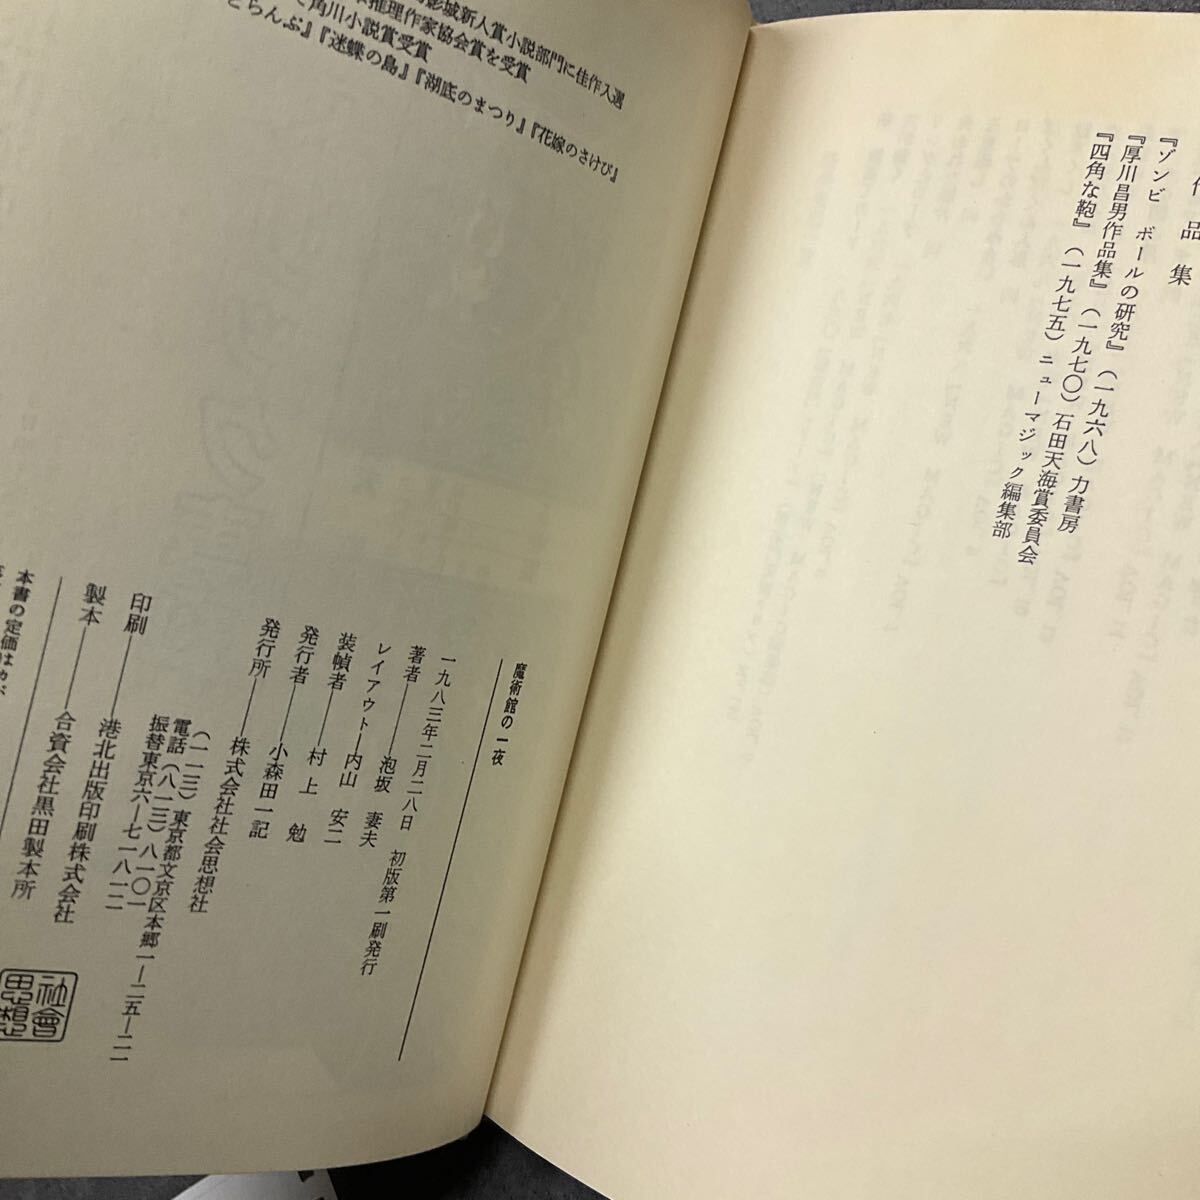 作品集
『ゾンビ ボールの研究』（一九六八）力書房
『厚川昌男作品集』（一九七〇）石田天海賞委員会
『四角な鞄』（一九七五）ニューマジック編集部
影城新人賞小説部門に佳作入選
推理作家協会賞を受賞
角川小説賞受賞
とらんぷ』『迷蝶の島』『湖底のまつり』『花嫁のさけび』
魔術館の一夜
一九八三年二月二八日 初版第一刷発行
著者――泡坂 妻夫
レイアウト―内山 安二
装幀者――村上 勉
発行者――小森田一記
発行所――株式会社社会思想社
（一一三）東京都文京区本郷一―二五―二一
電話（八一三）八一〇一
振替東京六―七一八一二
印刷――港北出版印刷株式会社
製本――合資会社黒田製本所
本書の定価はカバ
社会思想